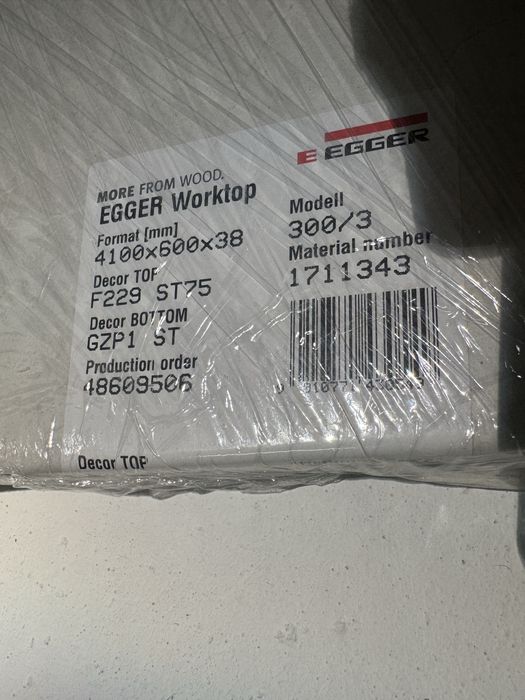 E EGGER
MORE FROM WOOD.
EGGER Worktop
Format [mm]
4100x600x38
Decor TOP
F229 ST75
Decor BOTTOM
GZP1 ST
Production order
48609506
Modell
300/3
Material number
1711343
Decor TOP